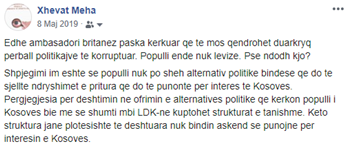 Xhevat Meha
8 Maj 2019 ·
Edhe ambasadori britanez paska kerkuar qe te mos qendrohet duarkryq
perball politikajve te korruptuar. Populli ende nuk levize. Pse ndodh kjo?
Shpjegimi im eshte se populli nuk po sheh alternativ politike bindese qe do te
sjellte ndryshimet e pritura qe do te punonte per interes te Kosoves.
Pergjegjesia per deshtimin ne ofrimin e alternatives politike qe kerkon populli i
Kosoves bie me se shumti mbi LDK-ne kuptohet strukturat e tanishme. Keto
struktura jane plotesishte te deshtuara nuk bindin askend se punojne per
interesin e Kosoves.